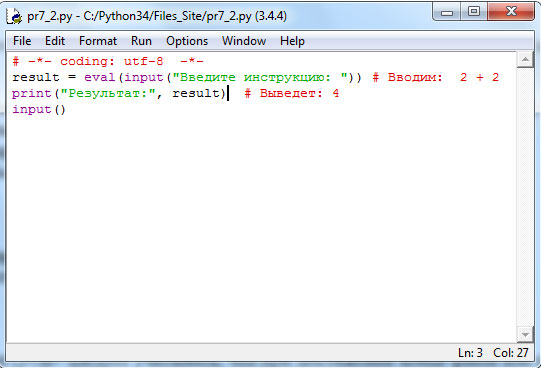 pr7_2.py - C:/Python34/Files_Site/pr7_2.py (3.4.4)
File Edit Format Run Options Window Help
# -*- coding: utf-8  -*-
result = eval(input("Введите инструкцию: ")) # Вводим:  2 + 2
print("Результат:", result)  # Выведет: 4
input()
Ln: 3 Col: 27